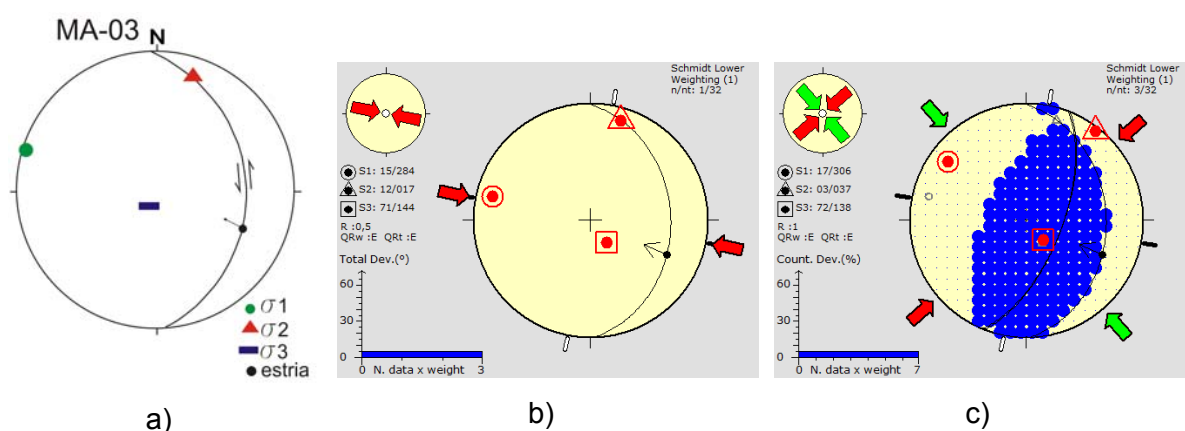 MA-03
N
σ1
σ2
σ3
estria
a)
Schmidt Lower
Weighting (1)
n/nt: 1/32
S1: 15/284
S2: 12/017
S3: 71/144
R :0,5
QRw :E QRt :E
Total Dev.(°)
60
30
0
0 N. data x weight 3
b)
Schmidt Lower
Weighting (1)
n/nt: 3/32
S1: 17/306
S2: 03/037
S3: 72/138
R :1
QRw :E QRt :E
Count. Dev.(%)
60
30
0
0 N. data x weight 7
c)